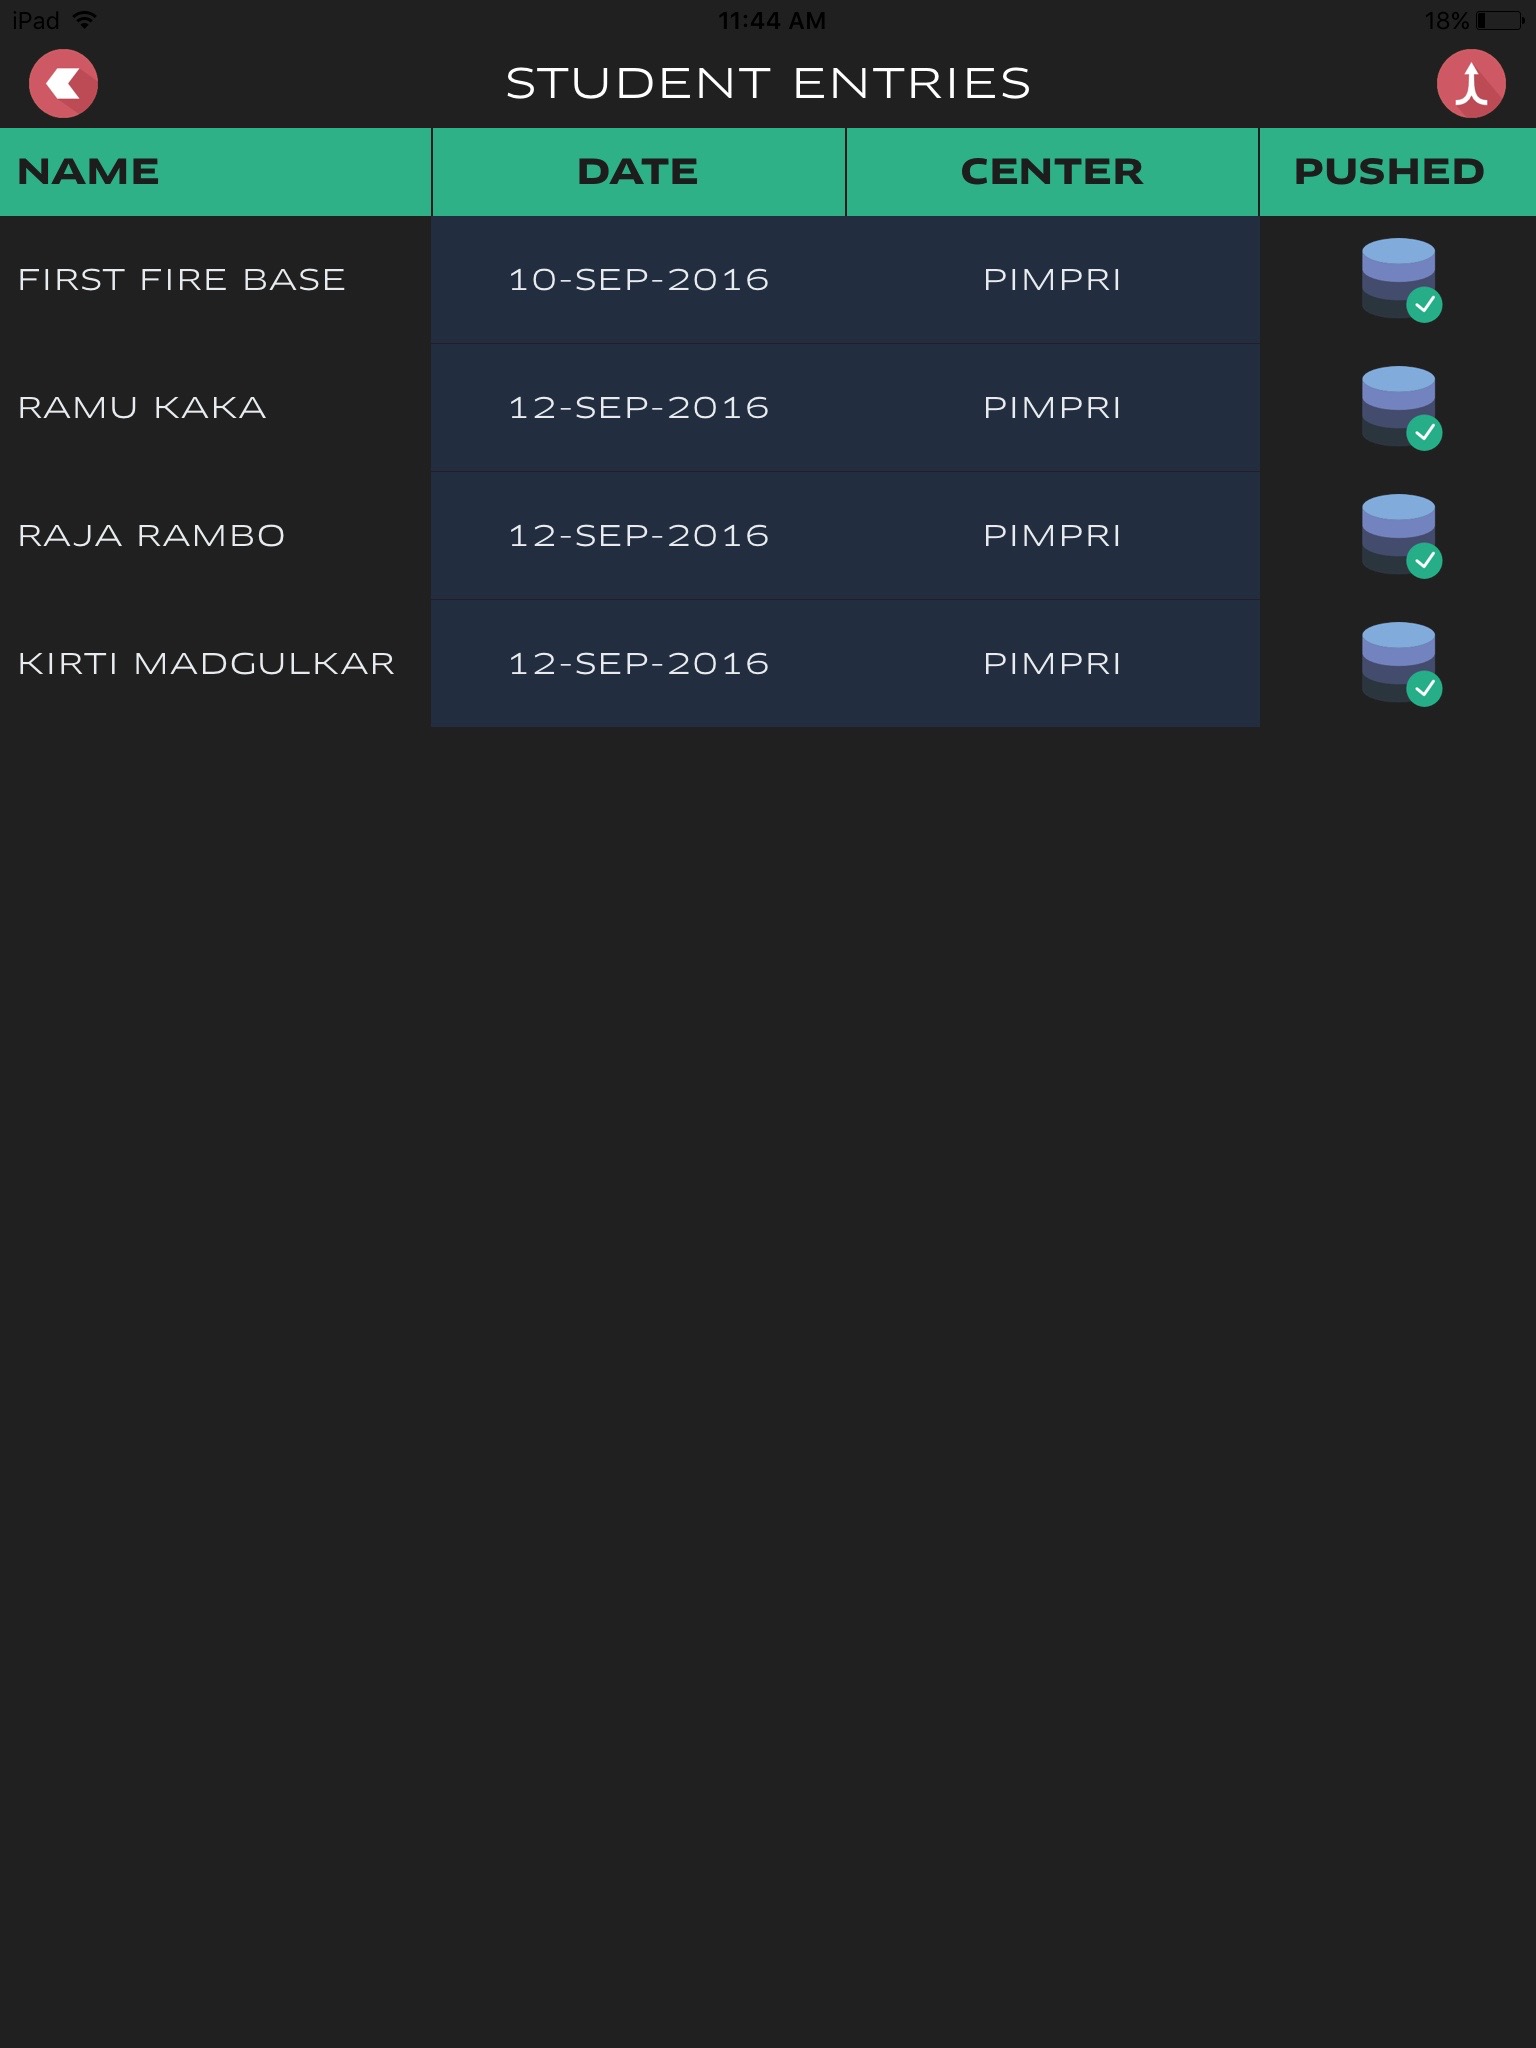 iPad 11:44 AM 18%
STUDENT ENTRIES
NAME DATE CENTER PUSHED
FIRST FIRE BASE 10-SEP-2016 PIMPRI
RAMU KAKA 12-SEP-2016 PIMPRI
RAJA RAMBO 12-SEP-2016 PIMPRI
KIRTI MADGULKAR 12-SEP-2016 PIMPRI